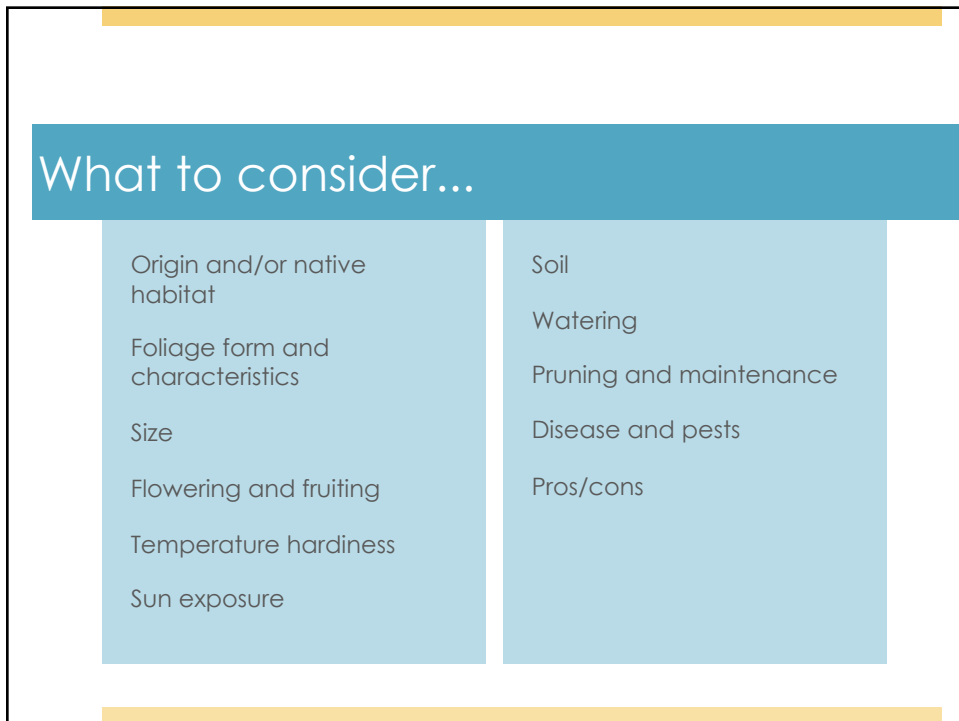 What to consider...
Origin and/or native
habitat
Foliage form and
characteristics
Size
Flowering and fruiting
Temperature hardiness
Sun exposure
Soil
Watering
Pruning and maintenance
Disease and pests
Pros/cons